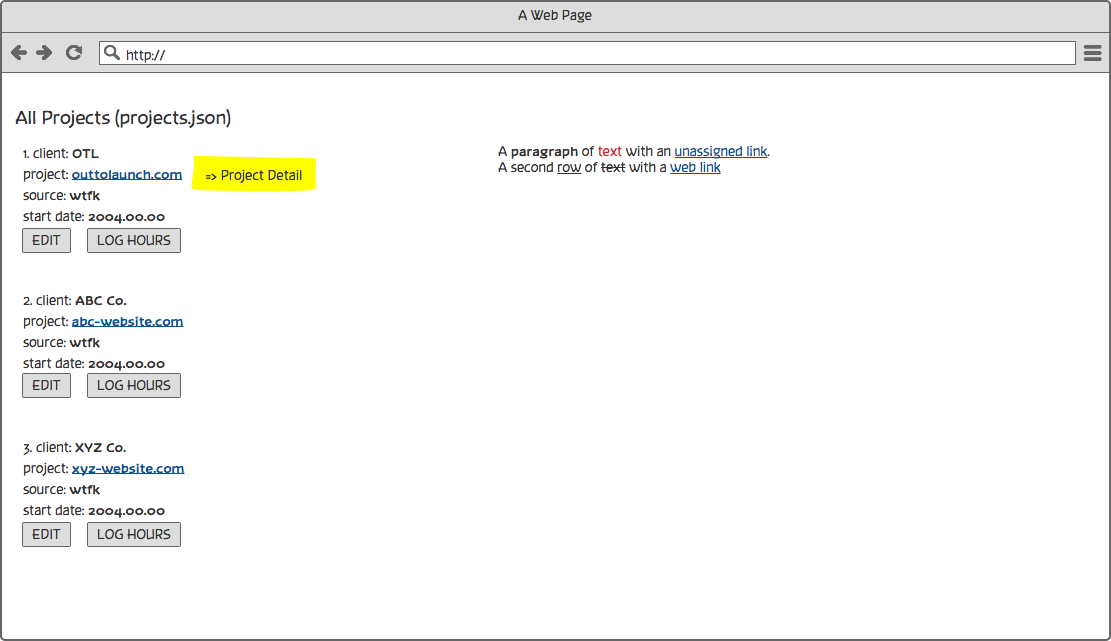 A Web Page
http://
All Projects (projects.json)
1. client: OTL
project: outtolaunch.com
=> Project Detail
source: wtfk
start date: 2004.00.00
EDIT
LOG HOURS
2. client: ABC Co.
project: abc-website.com
source: wtfk
start date: 2004.00.00
EDIT
LOG HOURS
3. client: XYZ Co.
project: xyz-website.com
source: wtfk
start date: 2004.00.00
EDIT
LOG HOURS
A paragraph of text with an unassigned link.
A second row of text with a web link